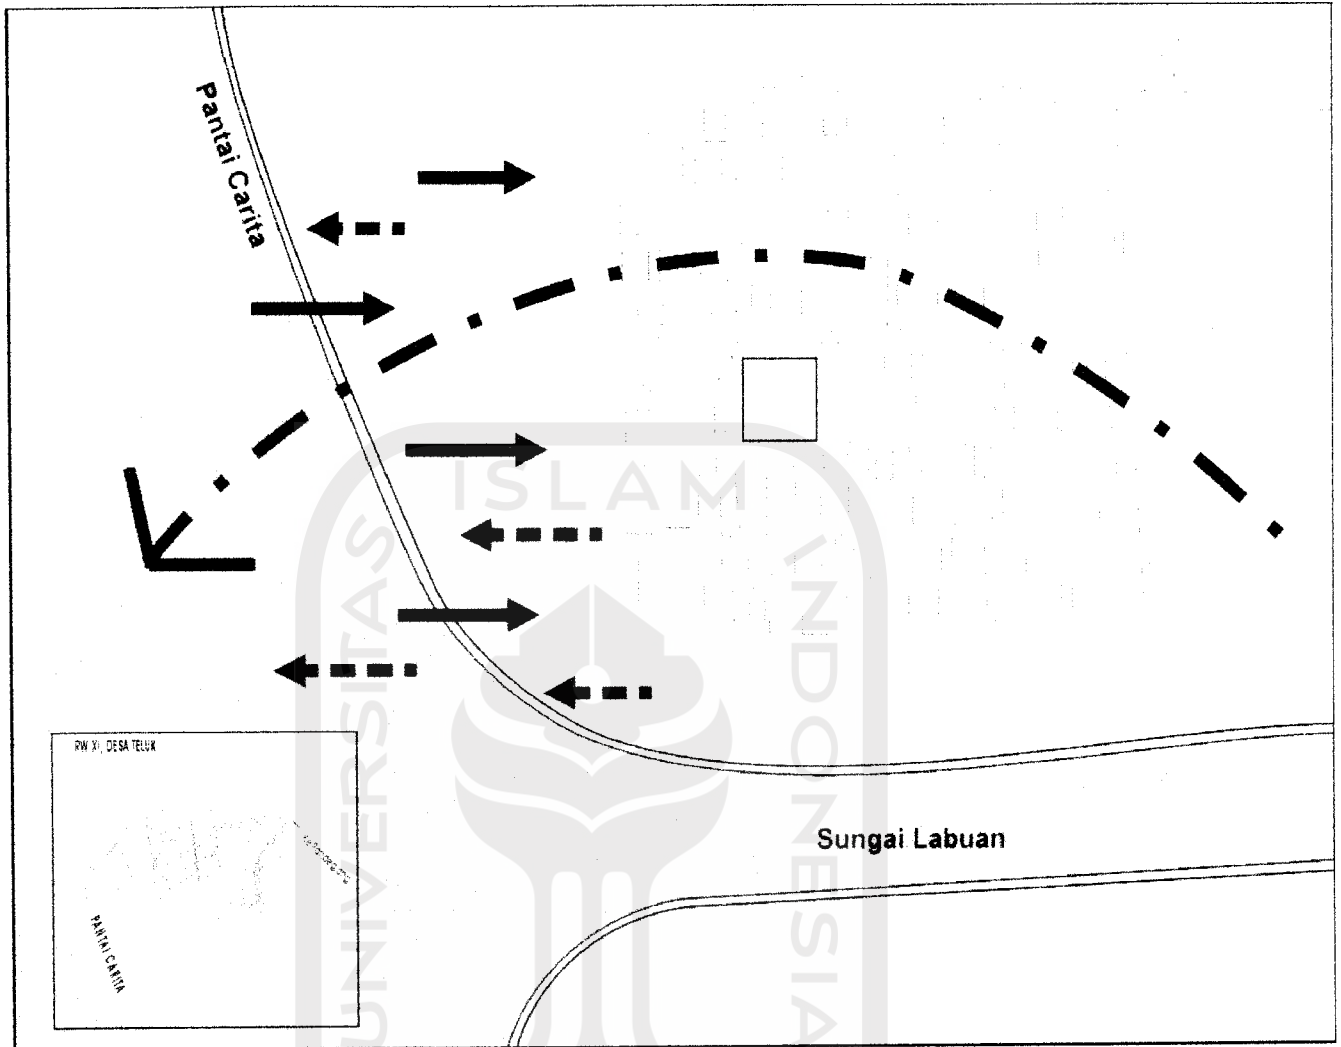 Pantai Carita
ISLAM
UNIVERSITAS
INDONESIA
Sungai Labuan
RW XI, DESA TELUK
PANTAI CARITA